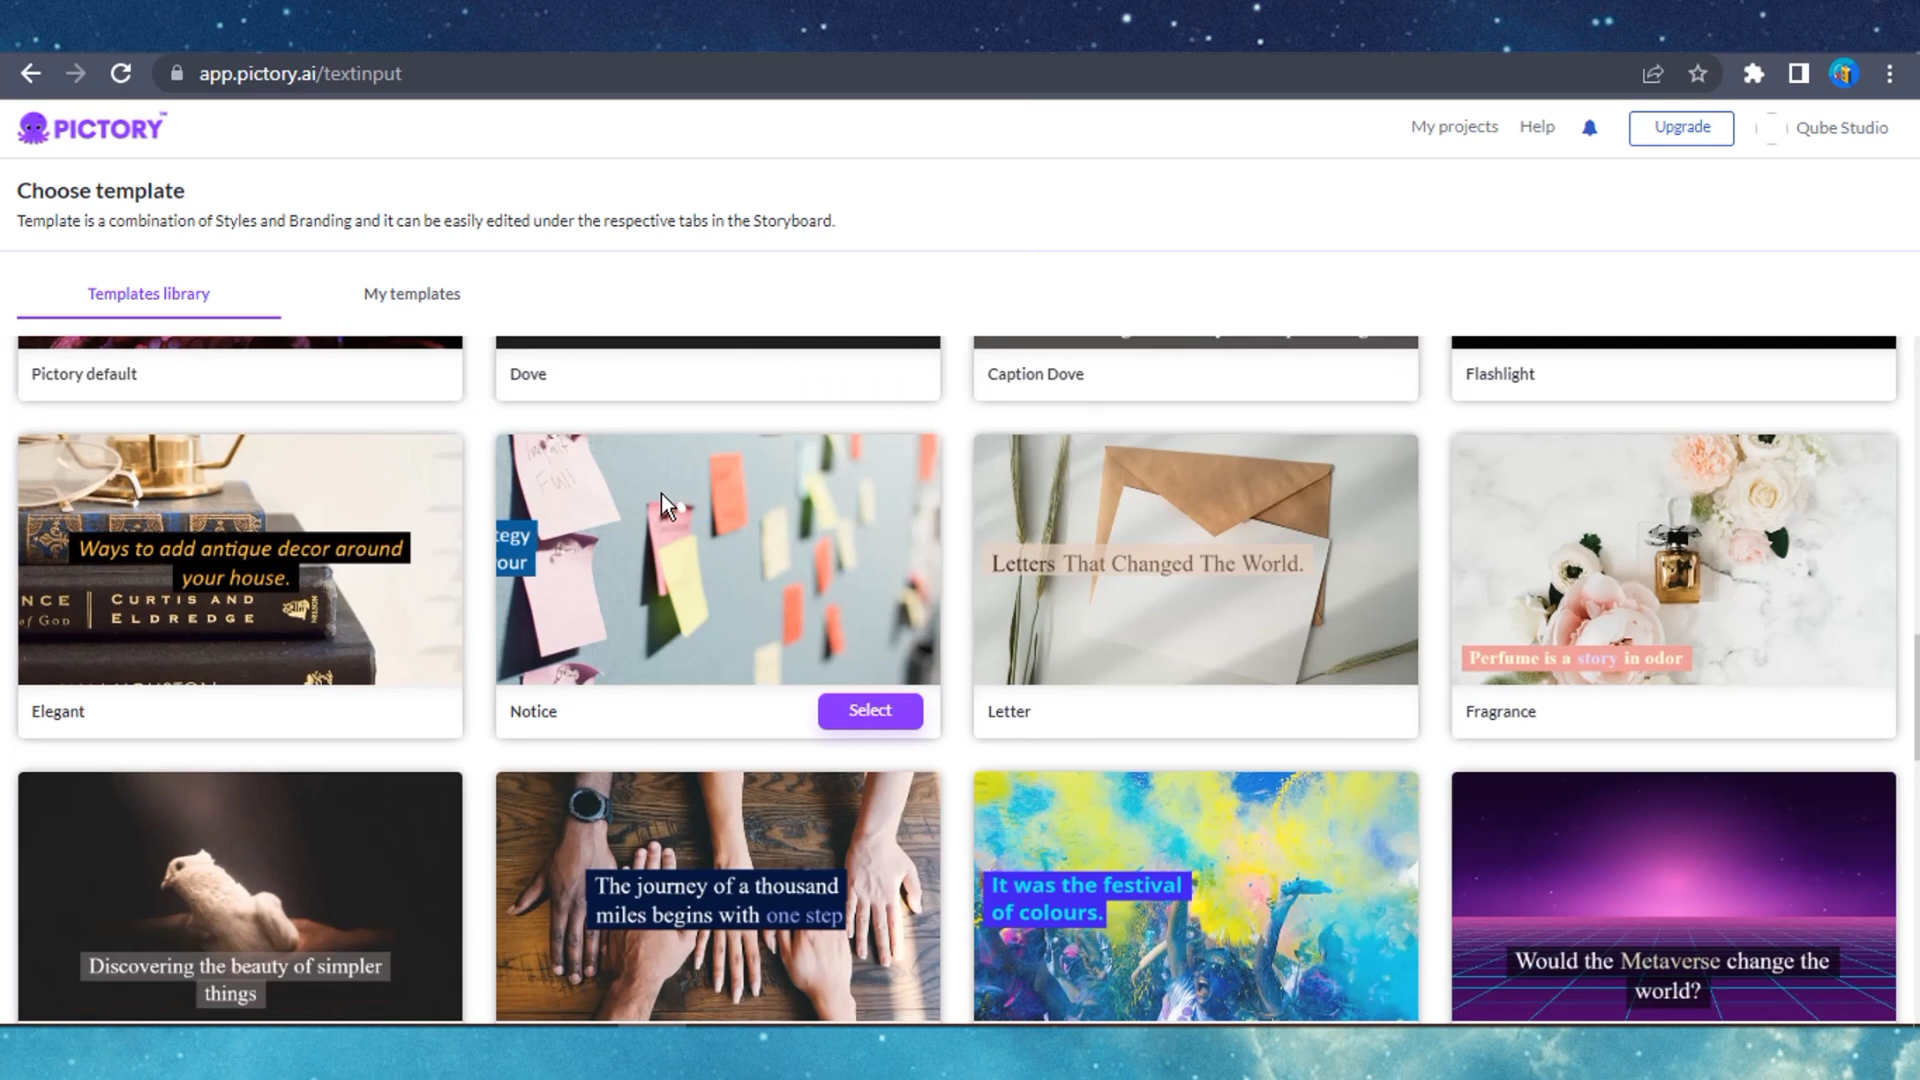 app.pictory.ai/textinput
PICTORY
My projects
Help
Upgrade
Qube Studio
Choose template
Template is a combination of Styles and Branding and it can be easily edited under the respective tabs in the Storyboard.
Templates library
My templates
Pictory default
Dove
Caption Dove
Flashlight
Ways to add antique decor around
your house.
NCE
of God
CURTIS AND
ELDREDGE
NELSON
Full
tegy
our
Letters That Changed The World.
Perfume is a story in odor
Elegant
Notice
Select
Letter
Fragrance
Discovering the beauty of simpler
things
The journey of a thousand
miles begins with one step
It was the festival
of colours.
Would the Metaverse change the
world?